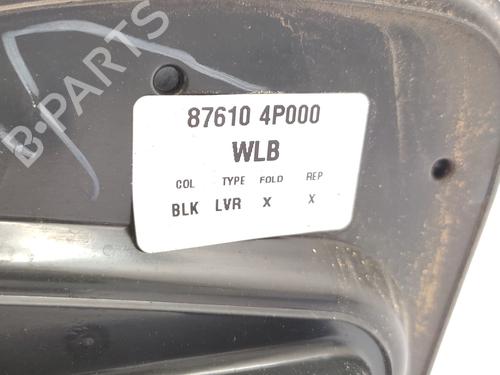 B-PARTS
87610 4P000
WLB
COL TYPE FOLD REP
BLK LVR X X